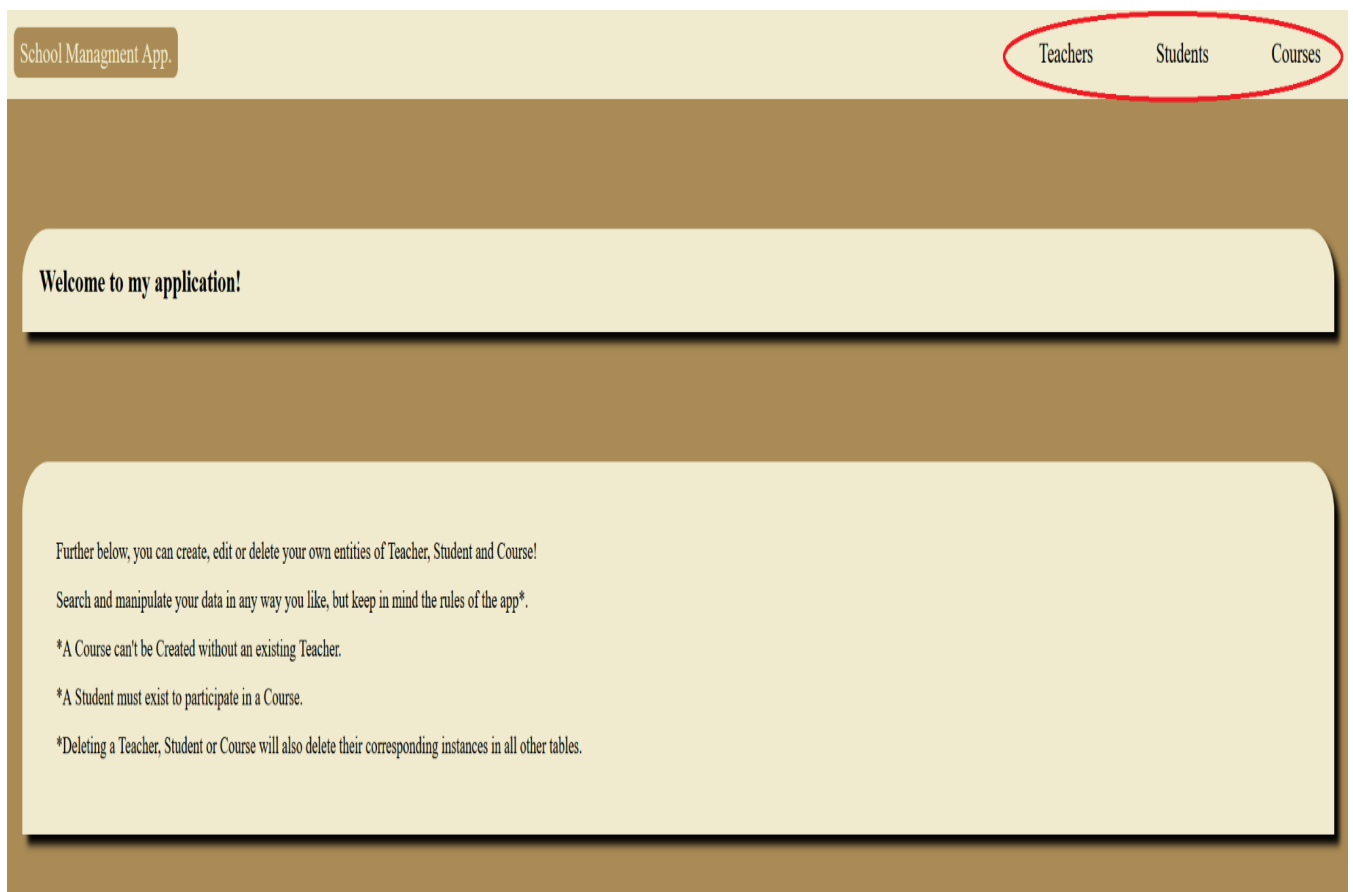 School Managment App.
Teachers Students Courses
Welcome to my application!
Further below, you can create, edit or delete your own entities of Teacher, Student and Course!
Search and manipulate your data in any way you like, but keep in mind the rules of the app*.
*A Course can't be Created without an existing Teacher.
*A Student must exist to participate in a Course.
*Deleting a Teacher, Student or Course will also delete their corresponding instances in all other tables.